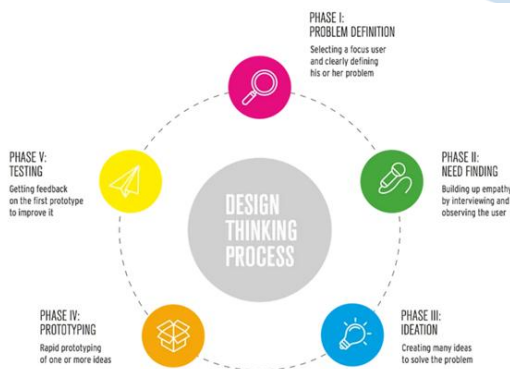 PHASE I:
PROBLEM DEFINITION
Selecting a focus user
and clearly defining
his or her problem
PHASE II:
NEED FINDING
Building up empathy
by interviewing and
observing the user
PHASE III:
IDEATION
Creating many ideas
to solve the problem
PHASE IV:
PROTOTYPING
Rapid prototyping
of one or more ideas
PHASE V:
TESTING
Getting feedback
on the first prototype
to improve it
DESIGN
THINKING
PROCESS